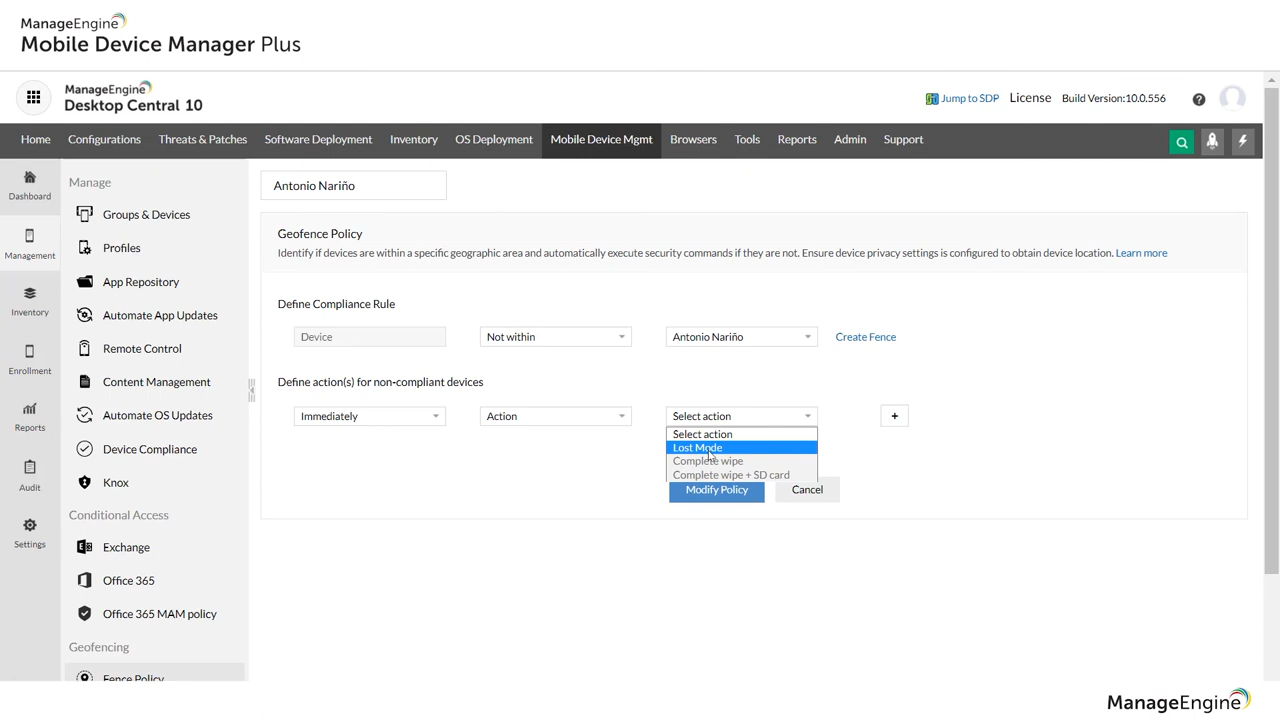 ManageEngine
Mobile Device Manager Plus
ManageEngine
Desktop Central 10
Jump to SDP License Build Version:10.0.556
Home Configurations Threats & Patches Software Deployment Inventory OS Deployment Mobile Device Mgmt Browsers Tools Reports Admin Support
Dashboard
Management
Inventory
Enrollment
Reports
Audit
Settings
Manage
Groups & Devices
Profiles
App Repository
Automate App Updates
Remote Control
Content Management
Automate OS Updates
Device Compliance
Knox
Conditional Access
Exchange
Office 365
Office 365 MAM policy
Geofencing
Fence Policy
Antonio Nariño
Geofence Policy
Identify if devices are within a specific geographic area and automatically execute security commands if they are not. Ensure device privacy settings is configured to obtain device location. Learn more
Define Compliance Rule
Device Not within Antonio Nariño Create Fence
Define action(s) for non-compliant devices
Immediately Action Select action +
Select action
Lost Mode
Complete wipe
Complete wipe + SD card
Modify Policy Cancel
ManageEngine